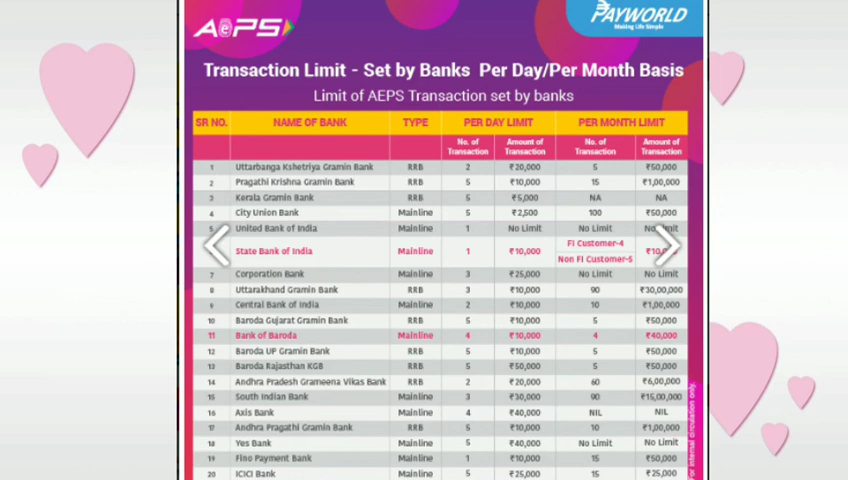 AePS
PAYWORLD
Making Life Simple
Transaction Limit - Set by Banks Per Day/Per Month Basis
Limit of AEPS Transaction set by banks
SR NO. NAME OF BANK TYPE PER DAY LIMIT PER MONTH LIMIT
No. of Transaction Amount of Transaction No. of Transaction Amount of Transaction
1 Uttarbanga Kshetriya Gramin Bank RRB 2 ₹20,000 5 ₹50,000
2 Pragathi Krishna Gramin Bank RRB 5 ₹10,000 15 ₹1,00,000
3 Kerala Gramin Bank RRB 5 ₹5,000 NA NA
4 City Union Bank Mainline 5 ₹2,500 100 ₹50,000
5 United Bank of India Mainline 1 No Limit No Limit No Limit
State Bank of India Mainline 1 ₹10,000 FI Customer-4 Non FI Customer-5
7 Corporation Bank Mainline 3 ₹25,000 No Limit No Limit
8 Uttarakhand Gramin Bank RRB 3 ₹10,000 90 ₹30,00,000
9 Central Bank of India Mainline 2 ₹10,000 10 ₹1,00,000
10 Baroda Gujarat Gramin Bank RRB 5 ₹10,000 5 ₹50,000
11 Bank of Baroda Mainline 4 ₹10,000 4 ₹40,000
12 Baroda UP Gramin Bank RRB 5 ₹10,000 5 ₹50,000
13 Baroda Rajasthan KGB RRB 5 ₹50,000 5 ₹50,000
14 Andhra Pradesh Grameena Vikas Bank RRB 2 ₹20,000 60 ₹6,00,000
15 South Indian Bank Mainline 3 ₹30,000 90 ₹15,00,000
16 Axis Bank Mainline 4 ₹40,000 NIL NIL
17 Andhra Pragathi Gramin Bank RRB 5 ₹10,000 10 ₹1,00,000
18 Yes Bank Mainline 5 ₹40,000 No Limit No Limit
19 Fino Payment Bank Mainline 1 ₹10,000 15 ₹50,000
20 ICICI Bank Mainline 5 ₹25,000 15 ₹25,000
or internal circulation only.